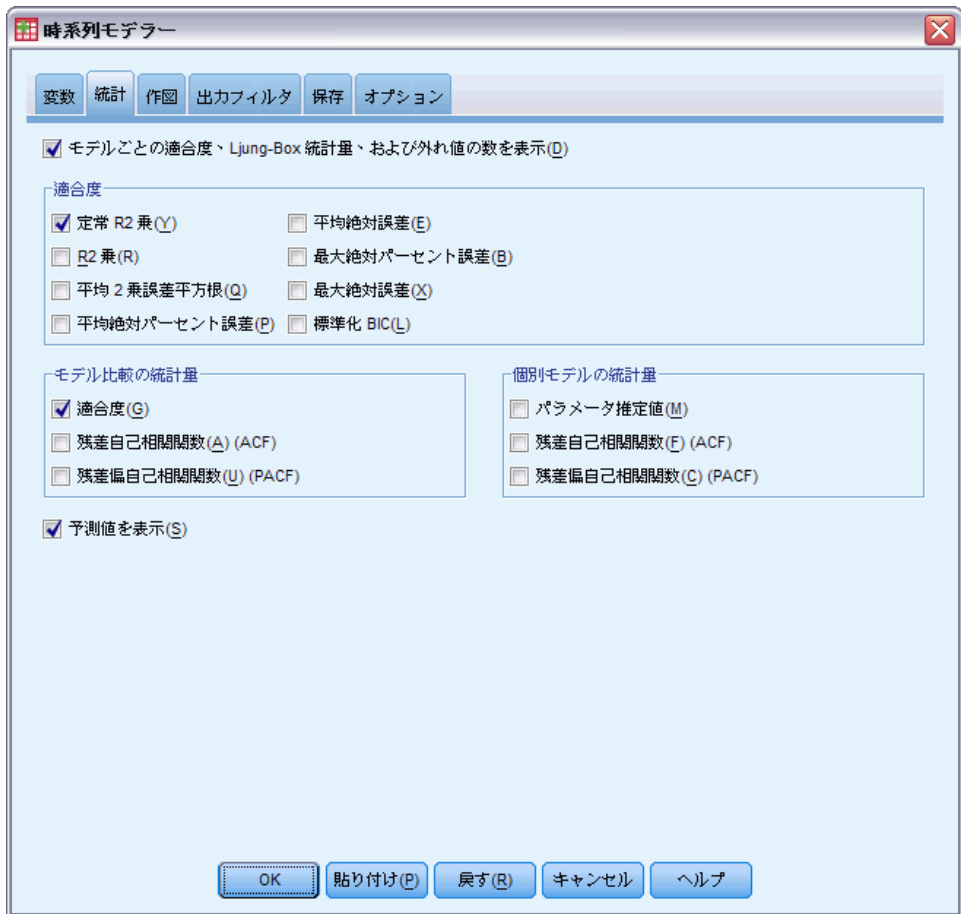 時系列モデラー
変数 統計 作図 出力フィルタ 保存 オプション
モデルごとの適合度、Ljung-Box 統計量、および外れ値の数を表示(D)
適合度
定常 R2 乗(Y) 平均絶対誤差(E)
R2 乗(R) 最大絶対パーセント誤差(B)
平均 2 乗誤差平方根(Q) 最大絶対誤差(X)
平均絶対パーセント誤差(P) 標準化 BIC(L)
モデル比較の統計量 個別モデルの統計量
適合度(G) パラメータ推定値(M)
残差自己相関関数(A) (ACF) 残差自己相関関数(F) (ACF)
残差偏自己相関関数(U) (PACF) 残差偏自己相関関数(C) (PACF)
予測値を表示(S)
OK 貼り付け(P) 戻す(R) キャンセル ヘルプ